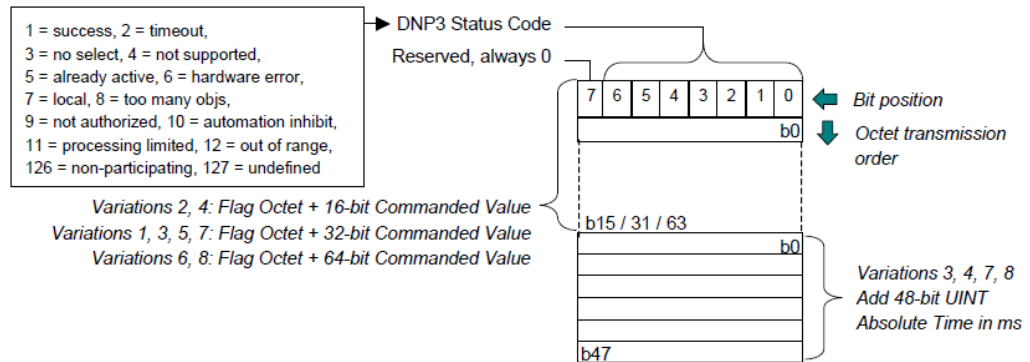 1 = success, 2 = timeout,
3 = no select, 4 = not supported,
5 = already active, 6 = hardware error,
7 = local, 8 = too many objs,
9 = not authorized, 10 = automation inhibit,
11 = processing limited, 12 = out of range,
126 = non-participating, 127 = undefined
DNP3 Status Code
Reserved, always 0
7 6 5 4 3 2 1 0
Bit position
b0
Octet transmission
order
Variations 2, 4: Flag Octet + 16-bit Commanded Value
Variations 1, 3, 5, 7: Flag Octet + 32-bit Commanded Value
Variations 6, 8: Flag Octet + 64-bit Commanded Value
b15 / 31 / 63
b0
Variations 3, 4, 7, 8
Add 48-bit UINT
Absolute Time in ms
b47